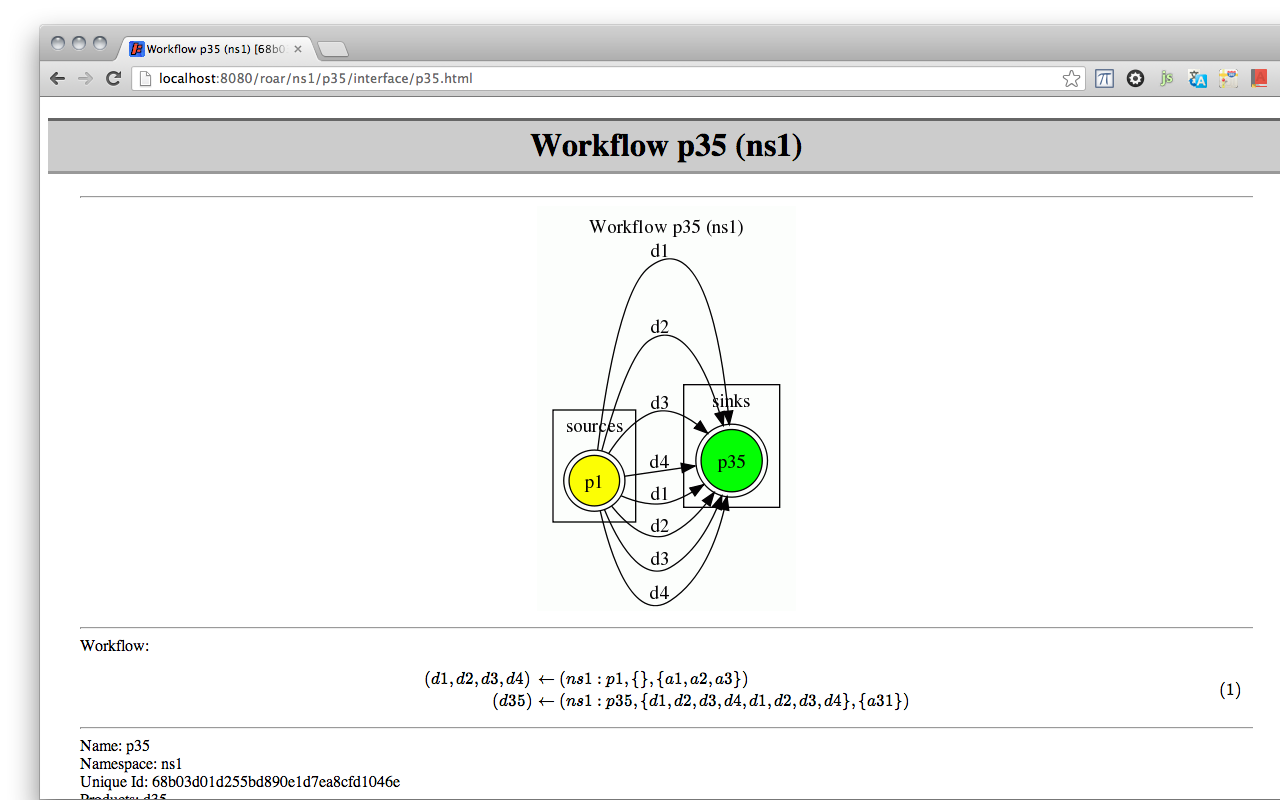 Workflow p35 (ns1) [68b0
localhost:8080/roar/ns1/p35/interface/p35.html
js
Workflow p35 (ns1)
Workflow p35 (ns1)
d1
d2
d3
sinks
sources
d4
p35
p1
d1
d2
d3
d4
Workflow:
(d1, d2, d3, d4) ← (ns1 : p1, {}, {a1, a2, a3})
(d35) ← (ns1 : p35, {d1, d2, d3, d4, d1, d2, d3, d4}, {a31})
(1)
Name: p35
Namespace: ns1
Unique Id: 68b03d01d255bd890e1d7ea8cfd1046e
Products: d35